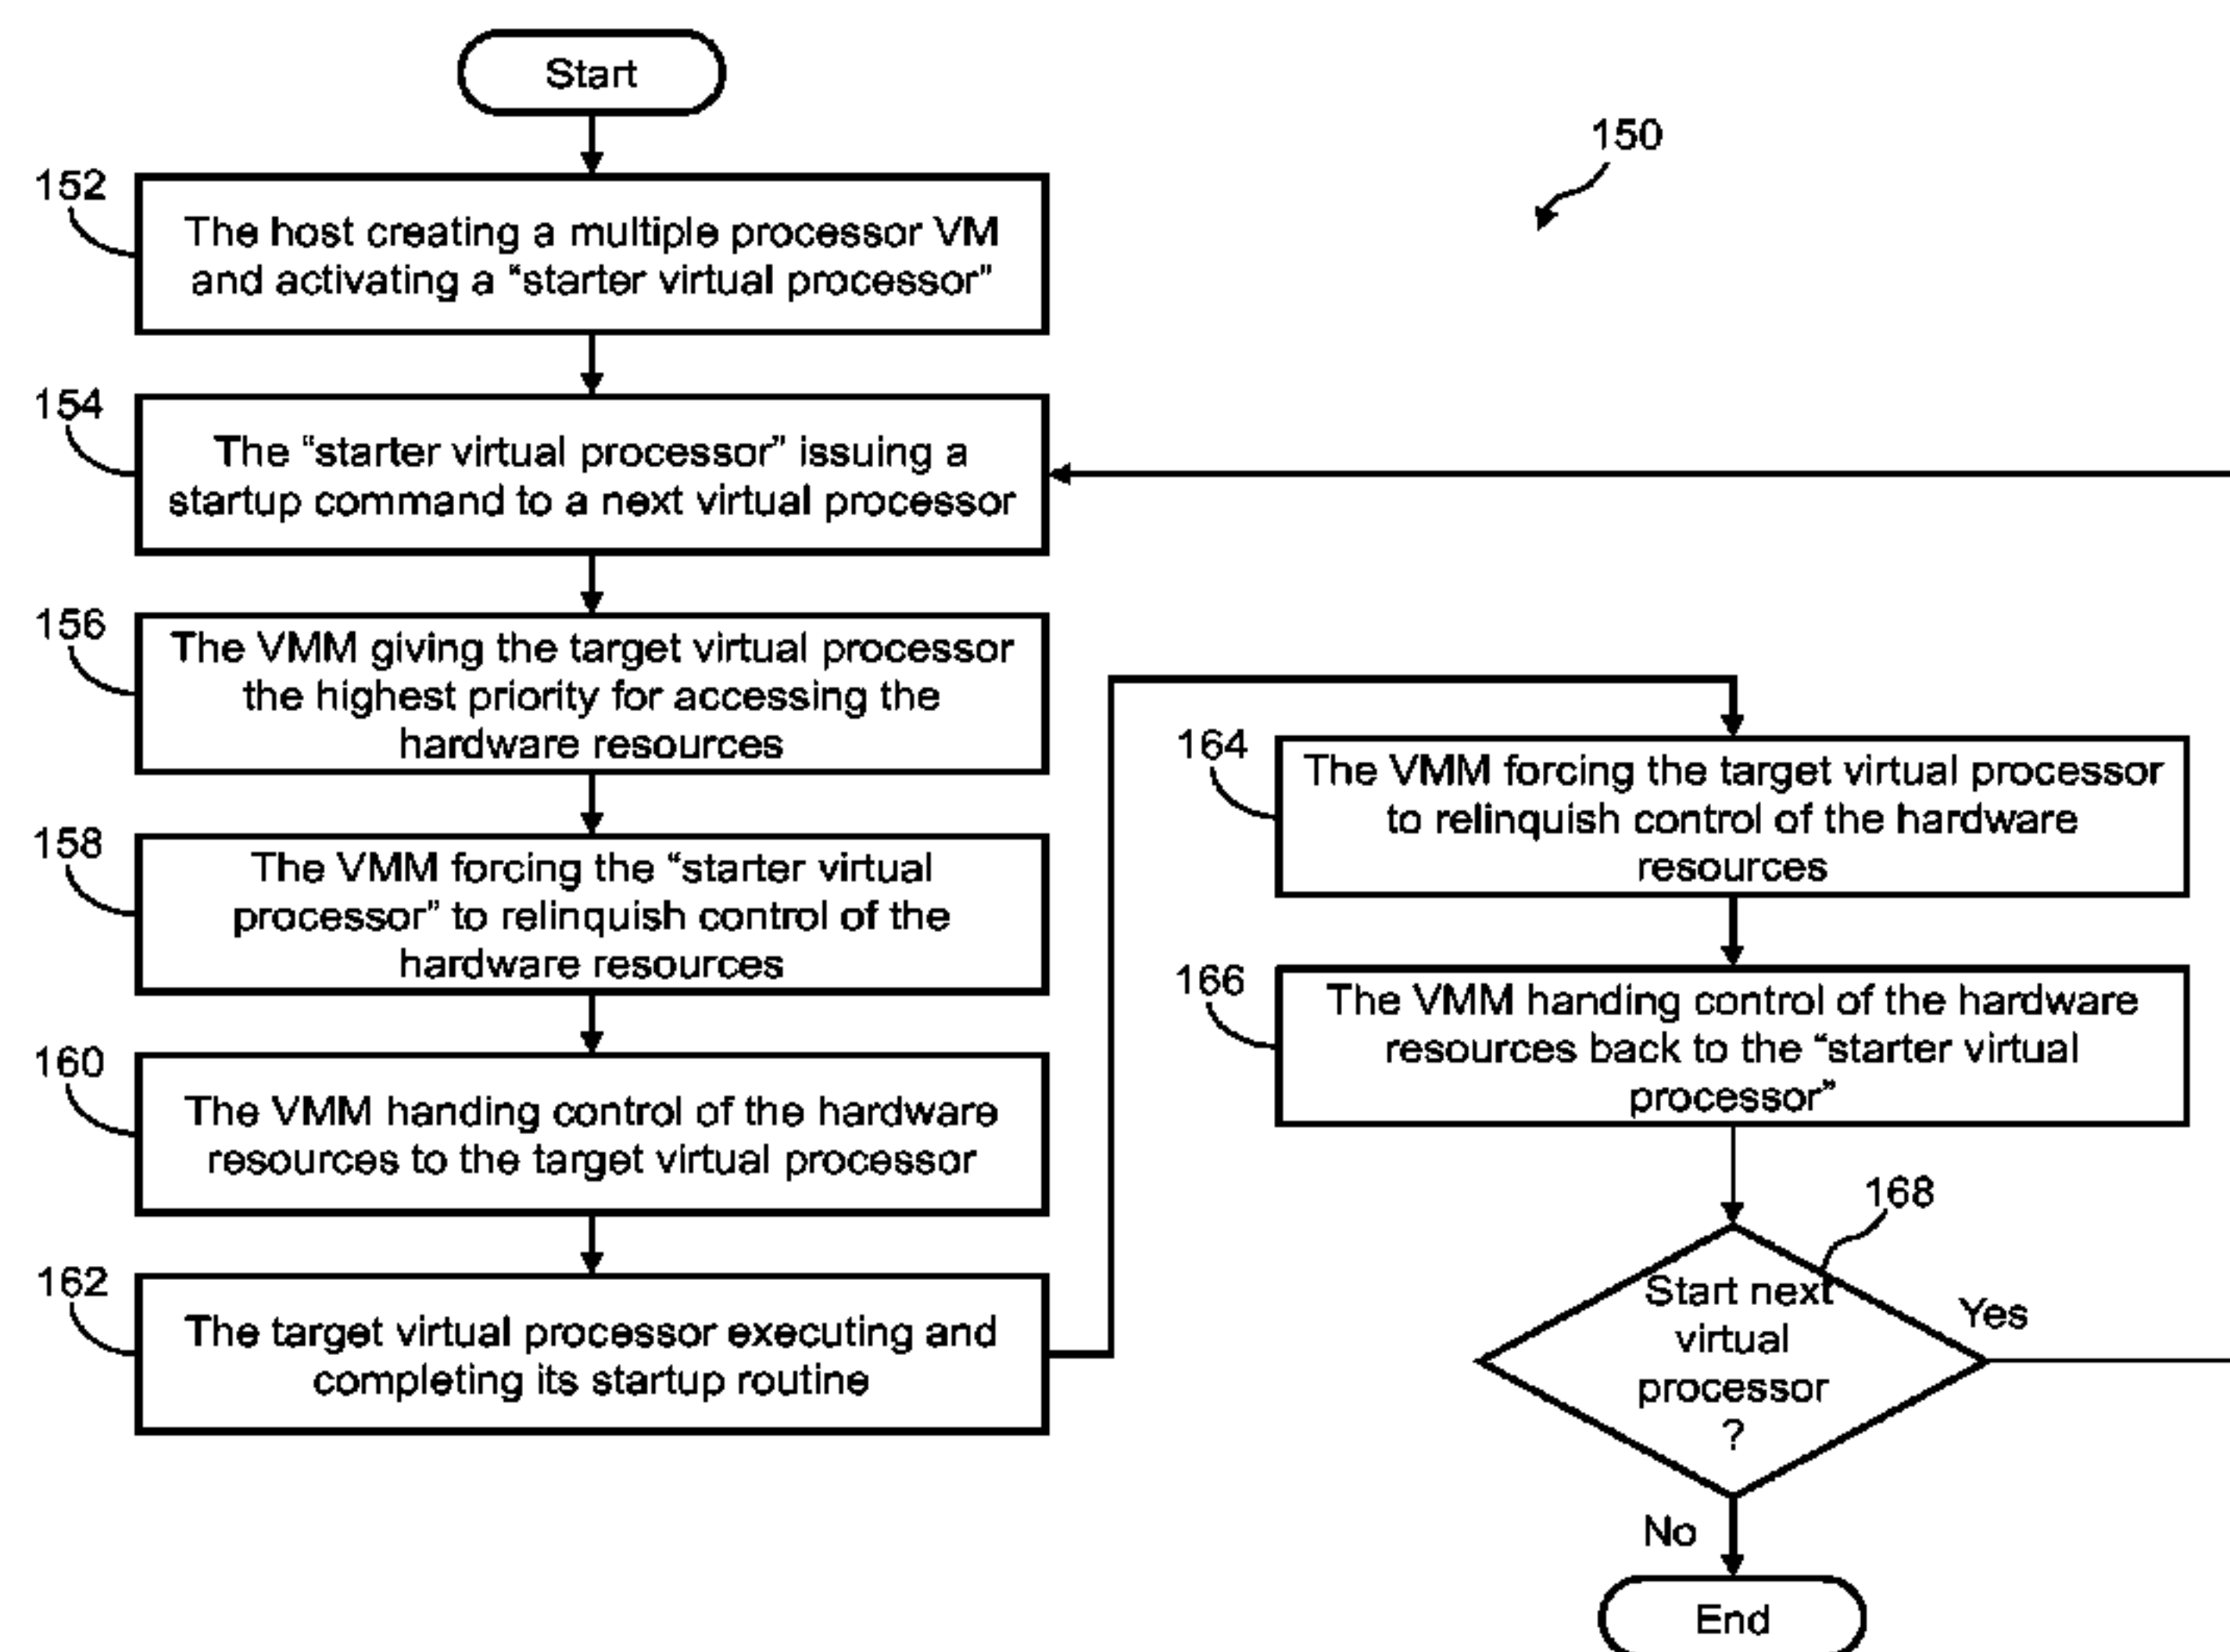 Start
150
152
The host creating a multiple processor VM
and activating a “starter virtual processor”
154
The “starter virtual processor” issuing a
startup command to a next virtual processor
156
The VMM giving the target virtual processor
the highest priority for accessing the
hardware resources
158
The VMM forcing the “starter virtual
processor” to relinquish control of the
hardware resources
160
The VMM handing control of the hardware
resources to the target virtual processor
162
The target virtual processor executing and
completing its startup routine
164
The VMM forcing the target virtual processor
to relinquish control of the hardware
resources
166
The VMM handing control of the hardware
resources back to the “starter virtual
processor”
168
Start next
virtual
processor
?
Yes
No
End